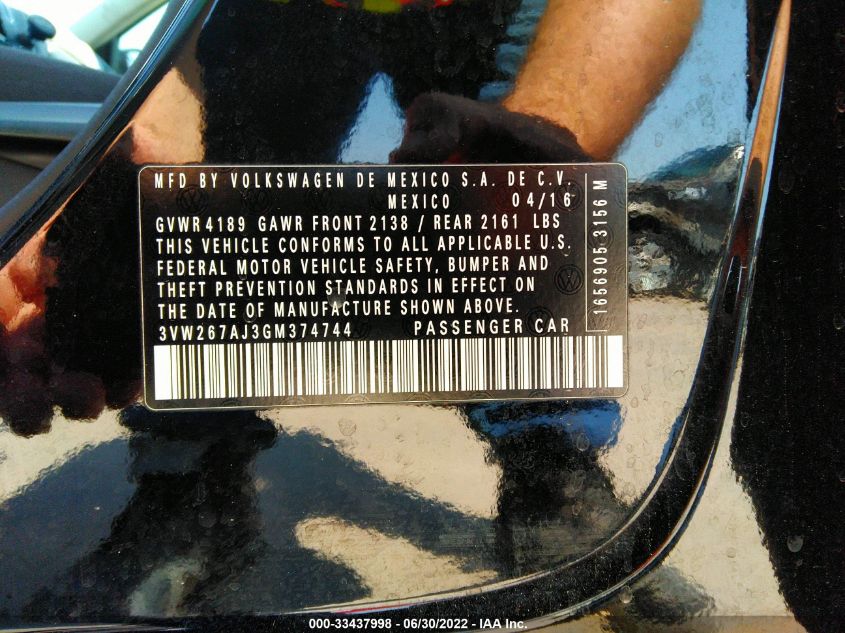 MFD BY VOLKSWAGEN DE MEXICO S.A. DE C.V.
MEXICO 04/16
GVWR 4189 GAWR FRONT 2138 / REAR 2161 LBS
THIS VEHICLE CONFORMS TO ALL APPLICABLE U.S.
FEDERAL MOTOR VEHICLE SAFETY, BUMPER AND
THEFT PREVENTION STANDARDS IN EFFECT ON
THE DATE OF MANUFACTURE SHOWN ABOVE.
3VW267AJ3GM374744 PASSENGER CAR
1656905 3156 M
000-33437998 - 06/30/2022 - IAA Inc.